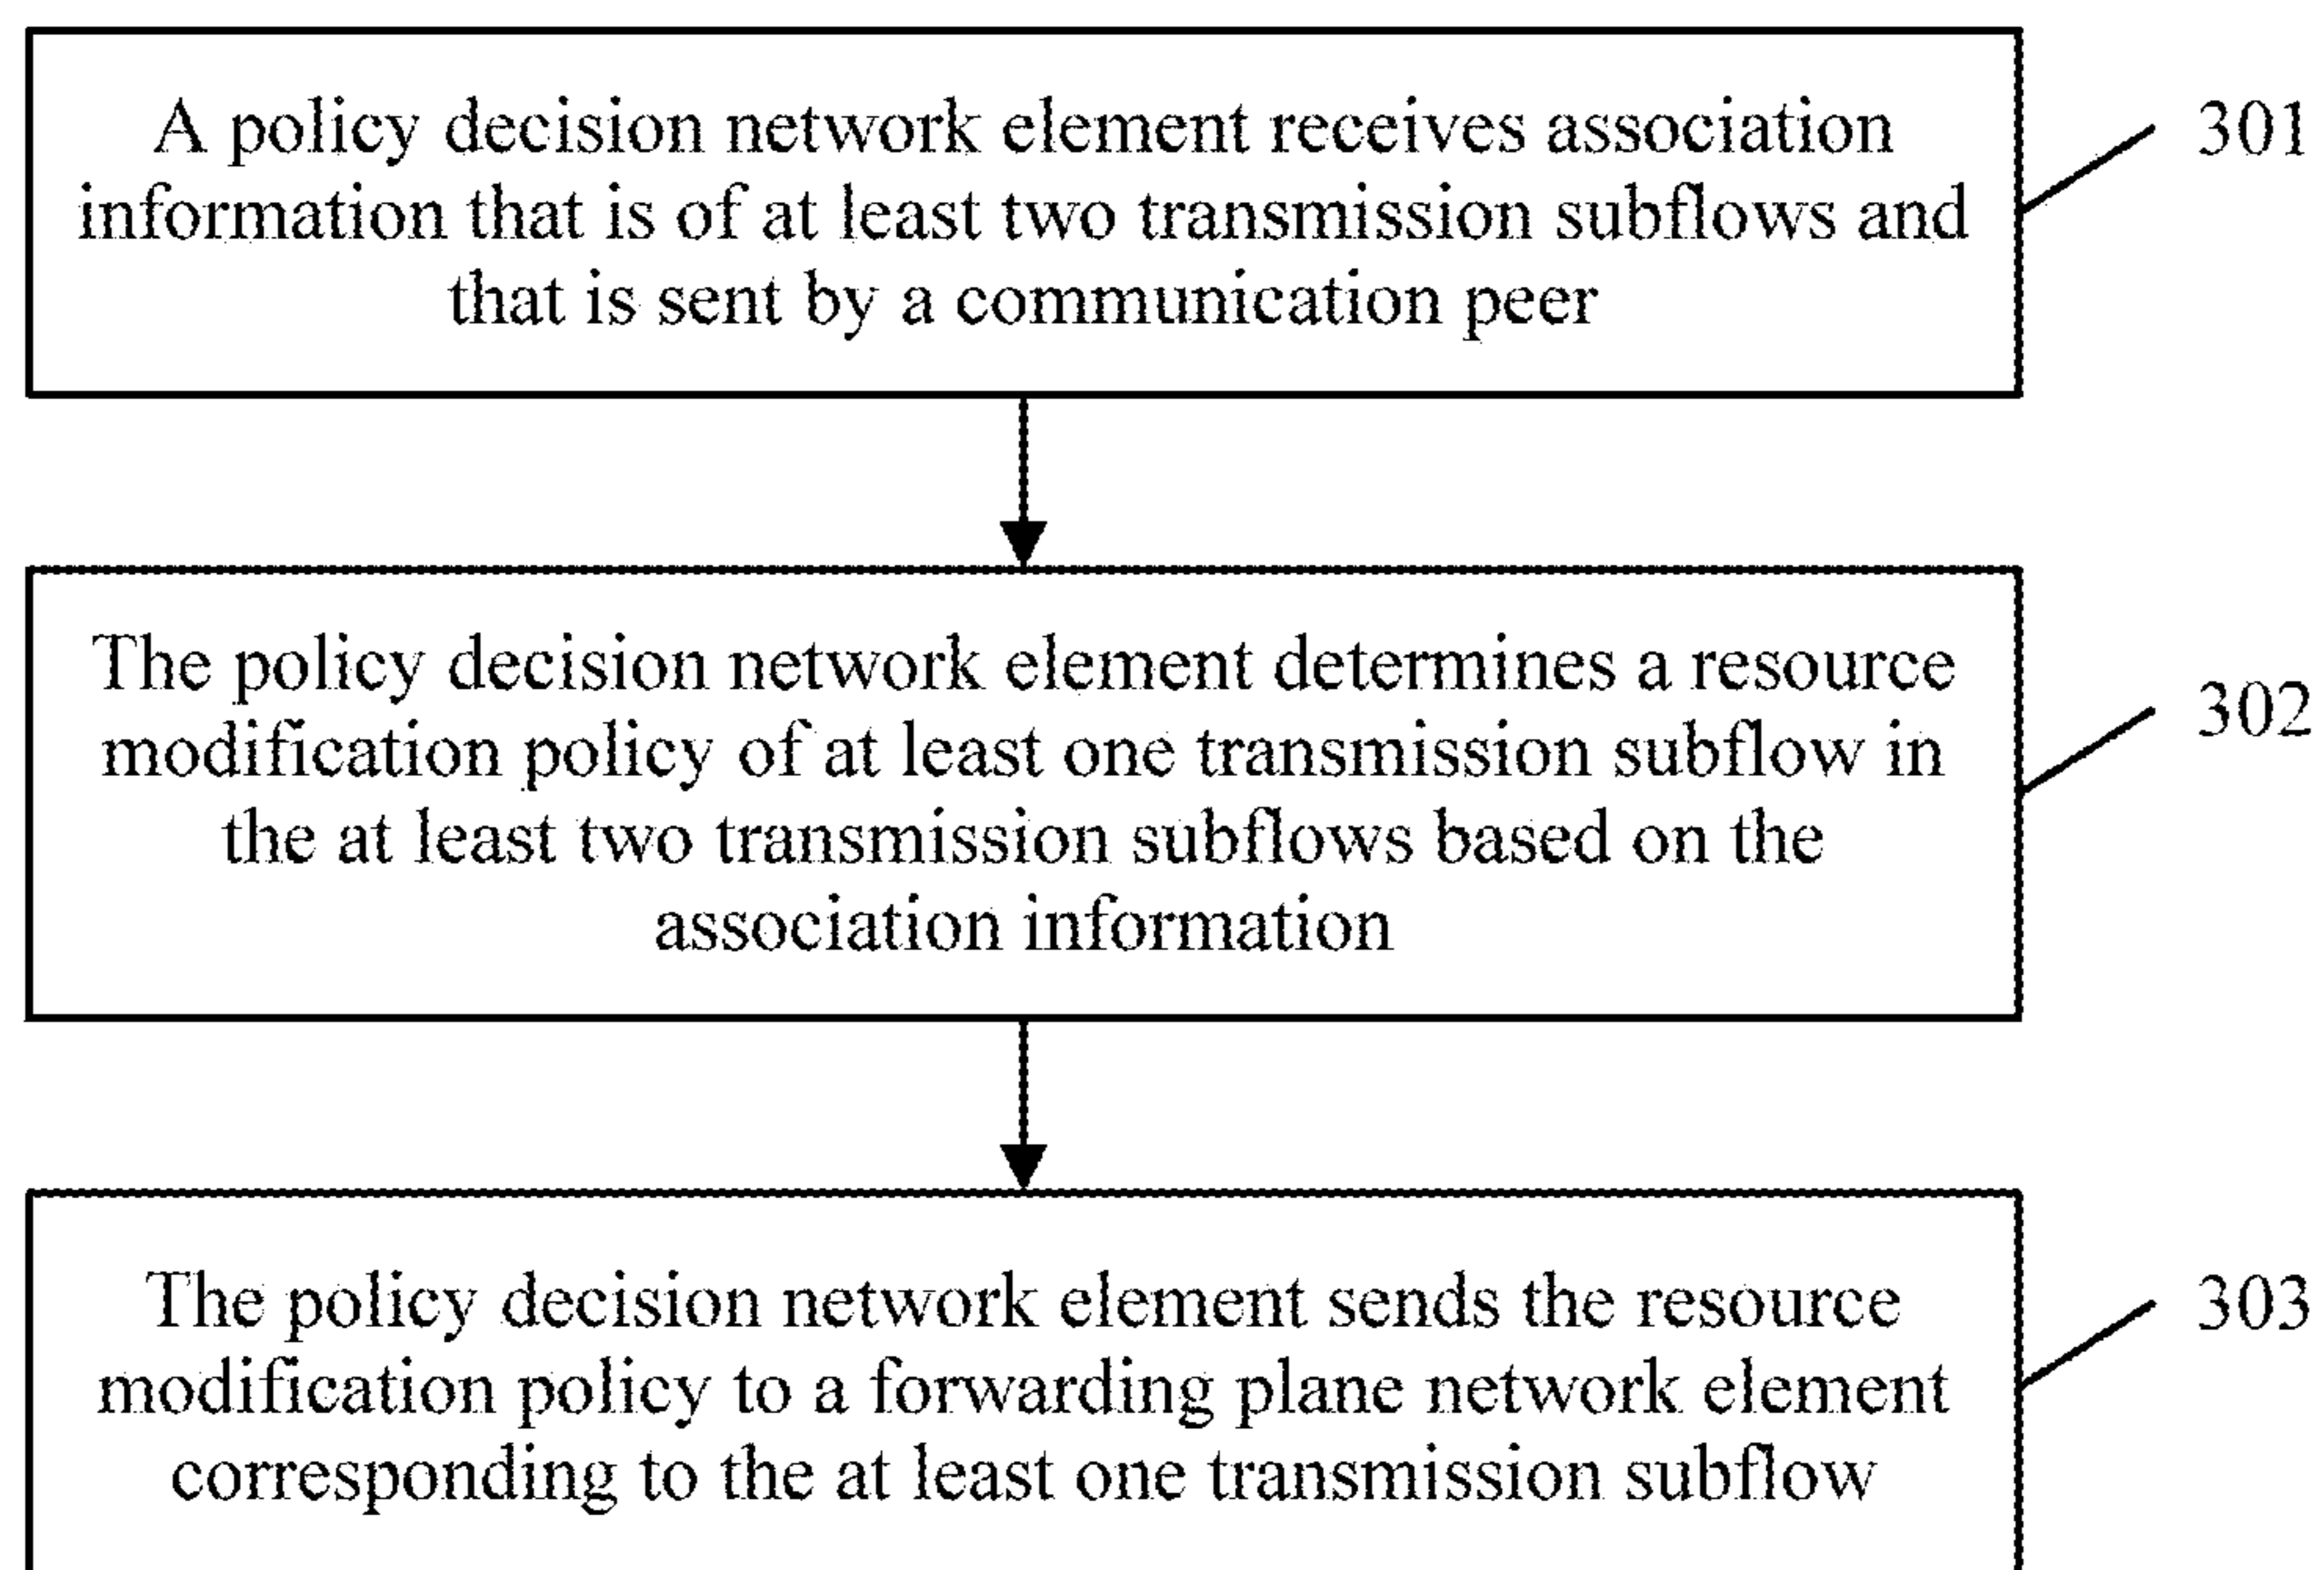 A policy decision network element receives association
information that is of at least two transmission subflows and
that is sent by a communication peer
301
The policy decision network element determines a resource
modification policy of at least one transmission subflow in
the at least two transmission subflows based on the
association information
302
The policy decision network element sends the resource
modification policy to a forwarding plane network element
corresponding to the at least one transmission subflow
303